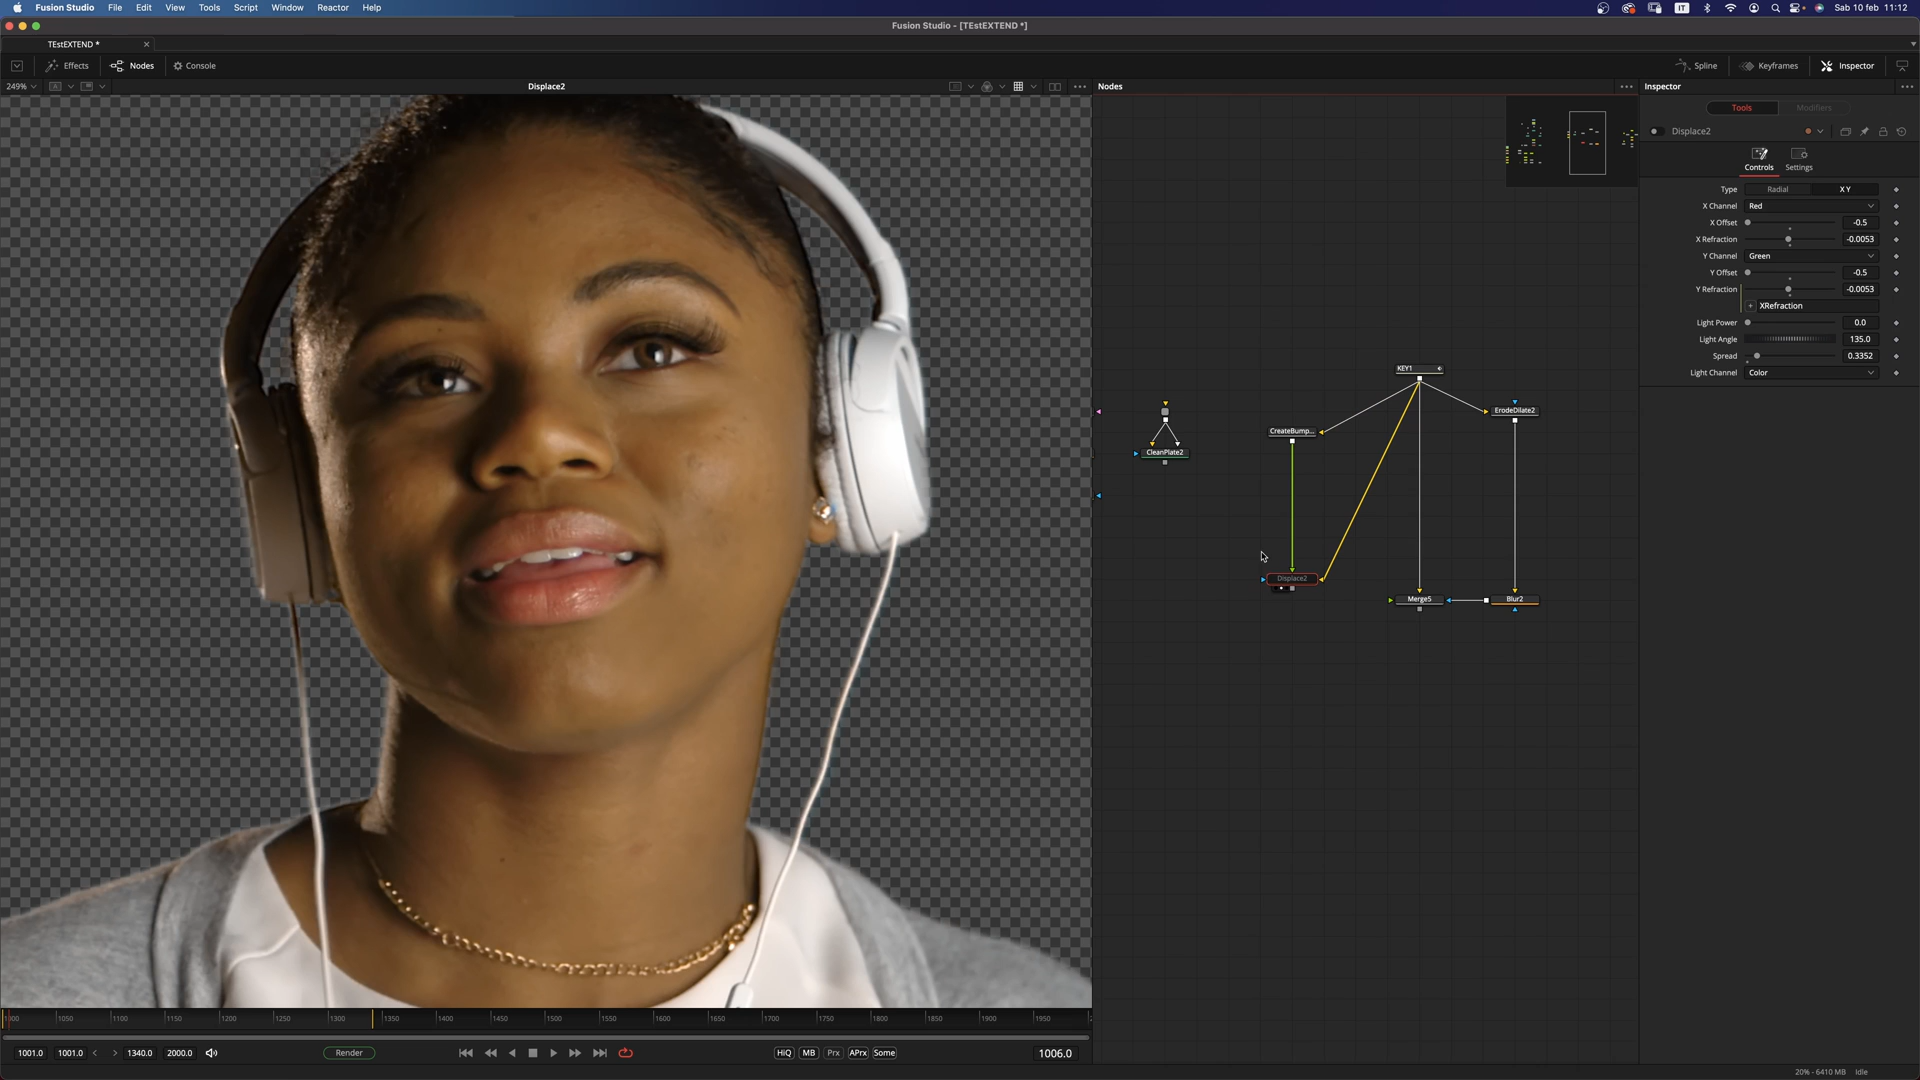 Fusion Studio File Edit View Tools Script Window Reactor Help IT Sab 10 feb 11:12
Fusion Studio - [TEstEXTEND *]
TEstEXTEND *
Effects Nodes Console Spline Keyframes Inspector
249% A Displace2 Nodes Inspector
Tools Modifiers
Displace2
Controls Settings
Type Radial X Y
X Channel Red
X Offset -0.5
X Refraction -0.0053
Y Channel Green
Y Offset -0.5
Y Refraction -0.0053
+ XRefraction
Light Power 0.0
Light Angle 135.0
Spread 0.3352
Light Channel Color
KEY1
ErodeDilate2
CreateBump...
CleanPlate2
Displace2
Merge5 Blur2
1000 1050 1100 1150 1200 1250 1300 1350 1400 1450 1500 1550 1600 1650 1700 1750 1800 1850 1900 1950
1001.0 1001.0 1340.0 2000.0 Render HiQ MB Prx APrx Some 1006.0
20% - 6410 MB Idle